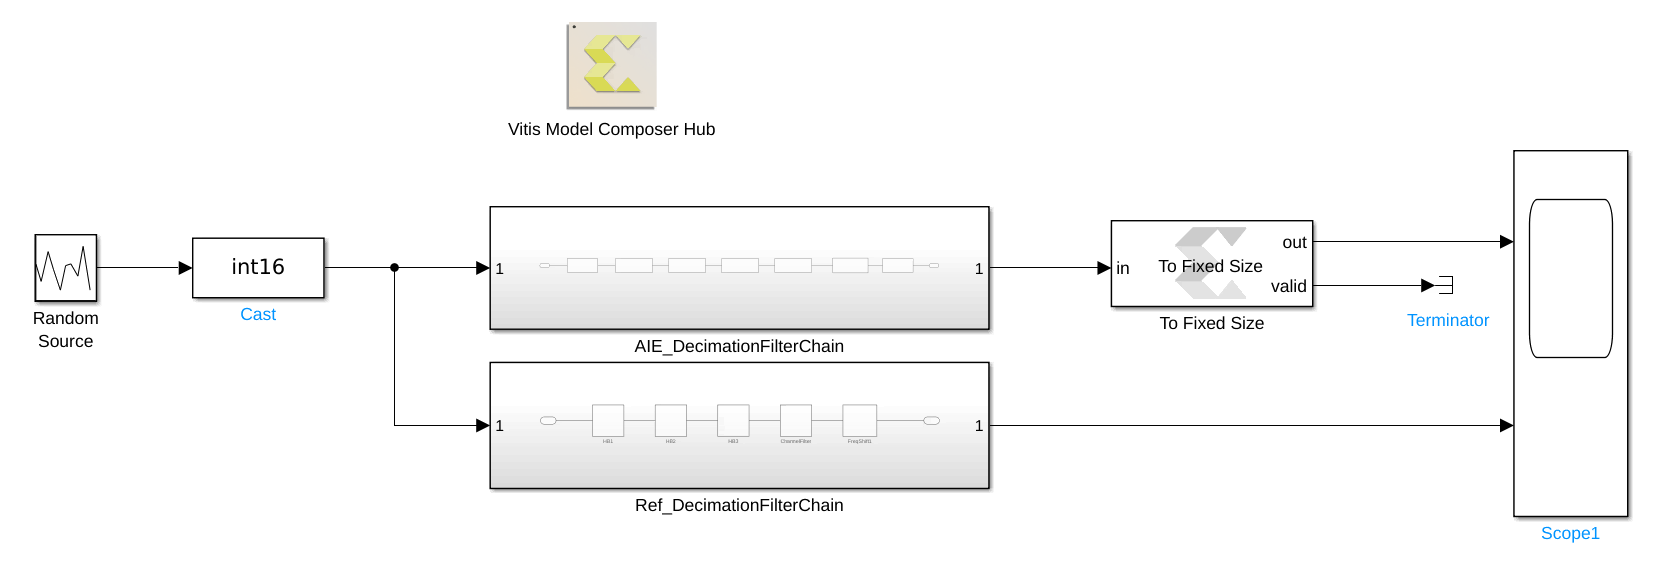 Vitis Model Composer Hub
Random
Source
int16
Cast
1
1
AIE_DecimationFilterChain
in
To Fixed Size
out
valid
To Fixed Size
Terminator
1
HB1
HB2
HB3
ChannelFilter
FreqShift1
1
Ref_DecimationFilterChain
Scope1